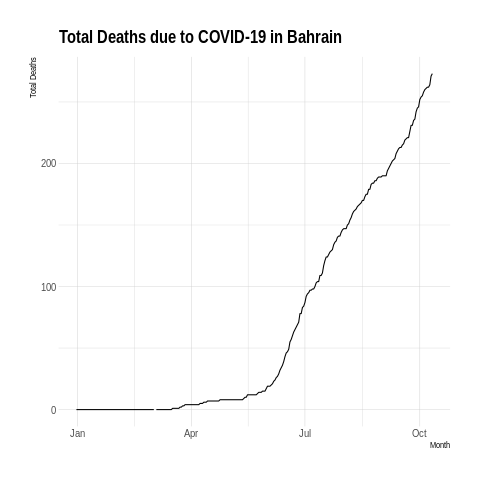 Total Deaths due to COVID-19 in Bahrain
Total Deaths
200
100
0
Jan Apr Jul Oct
Month